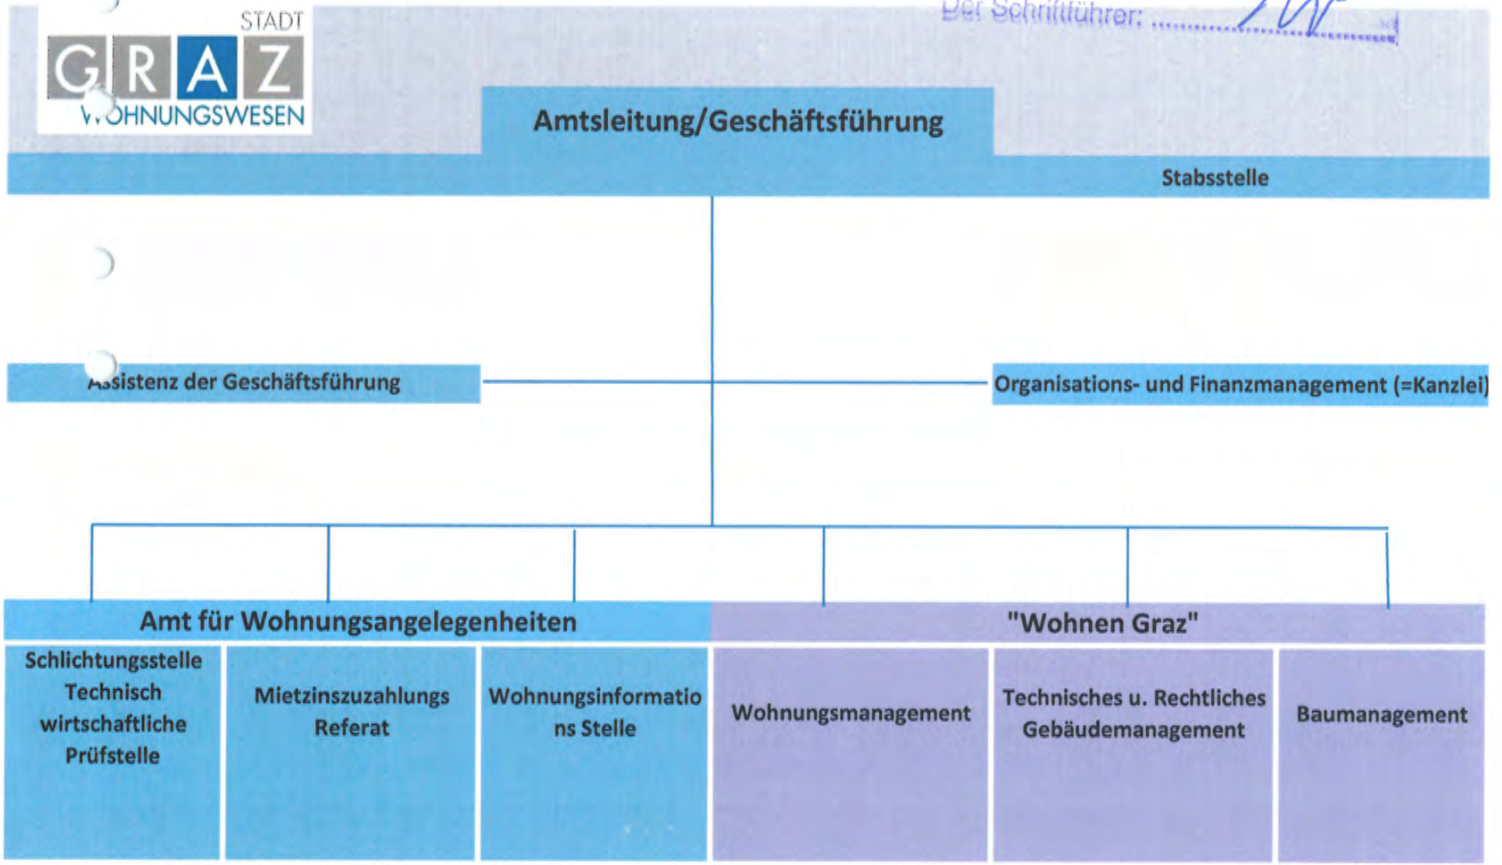 STADT
GRAZ
WOHNUNGSWESEN
Der Schriftführer:
Amtsleitung/Geschäftsführung
Stabsstelle
Assistenz der Geschäftsführung
Organisations- und Finanzmanagement (=Kanzlei)
Amt für Wohnungsangelegenheiten
"Wohnen Graz"
Schlichtungsstelle
Technisch
wirtschaftliche
Prüfstelle
Mietzinszuzahlungs
Referat
Wohnungsinformatio
ns Stelle
Wohnungsmanagement
Technisches u. Rechtliches
Gebäudemanagement
Baumanagement